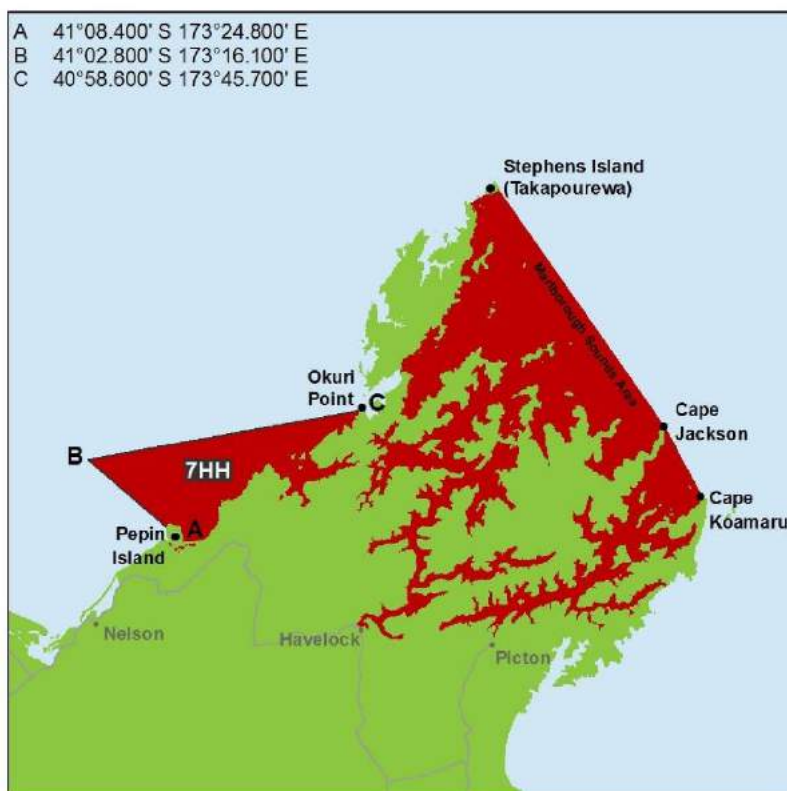 A 41°08.400' S 173°24.800' E
B 41°02.800' S 173°16.100' E
C 40°58.600' S 173°45.700' E
Stephens Island
(Takapourewa)
Marlborough Sounds Area
Okuri
Point
C
Cape
Jackson
B
7HH
Cape
Koamaru
Pepin
Island
A
Nelson
Havelock
Picton